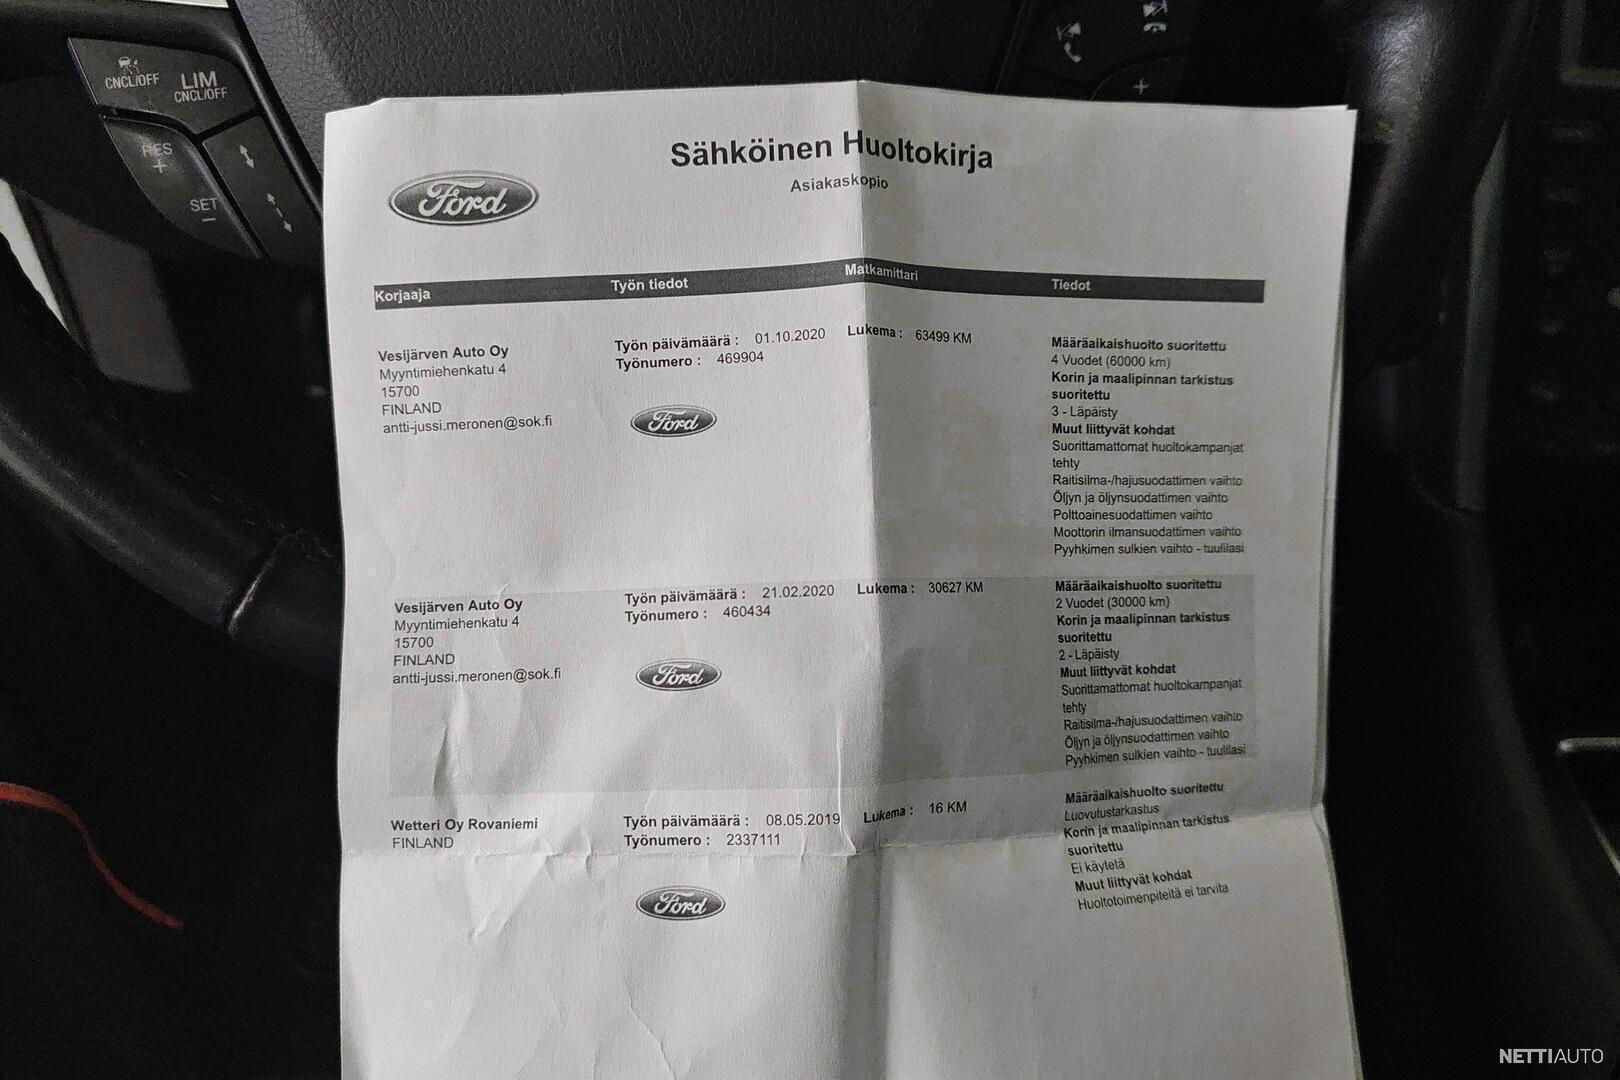 CNCL/OFF
LIM
CNCL/OFF
RES
+
SET
−
+
Sähköinen Huoltokirja
Asiakaskopio
Ford
Korjaaja Työn tiedot Matkamittari Tiedot
Vesijärven Auto Oy
Myyntimiehenkatu 4
15700
FINLAND
antti-jussi.meronen@sok.fi
Työn päivämäärä : 01.10.2020
Työnumero : 469904
Ford
Lukema : 63499 KM
Määräaikaishuolto suoritettu
4 Vuodet (60000 km)
Korin ja maalipinnan tarkistus
suoritettu
3 - Läpäisty
Muut liittyvät kohdat
Suorittamattomat huoltokampanjat
tehty
Raitisilma-/hajusuodattimen vaihto
Öljyn ja öljynsuodattimen vaihto
Polttoainesuodattimen vaihto
Moottorin ilmansuodattimen vaihto
Pyyhkimen sulkien vaihto - tuulilasi
Vesijärven Auto Oy
Myyntimiehenkatu 4
15700
FINLAND
antti-jussi.meronen@sok.fi
Työn päivämäärä : 21.02.2020
Työnumero : 460434
Ford
Lukema : 30627 KM
Määräaikaishuolto suoritettu
2 Vuodet (30000 km)
Korin ja maalipinnan tarkistus
suoritettu
2 - Läpäisty
Muut liittyvät kohdat
Suorittamattomat huoltokampanjat
tehty
Raitisilma-/hajusuodattimen vaihto
Öljyn ja öljynsuodattimen vaihto
Pyyhkimen sulkien vaihto - tuulilasi
Wetteri Oy Rovaniemi
FINLAND
Työn päivämäärä : 08.05.2019
Työnumero : 2337111
Ford
Lukema : 16 KM
Määräaikaishuolto suoritettu
Luovutustarkastus
Korin ja maalipinnan tarkistus
suoritettu
Ei käytetä
Muut liittyvät kohdat
Huoltotoimenpiteitä ei tarvita
NETTIAUTO